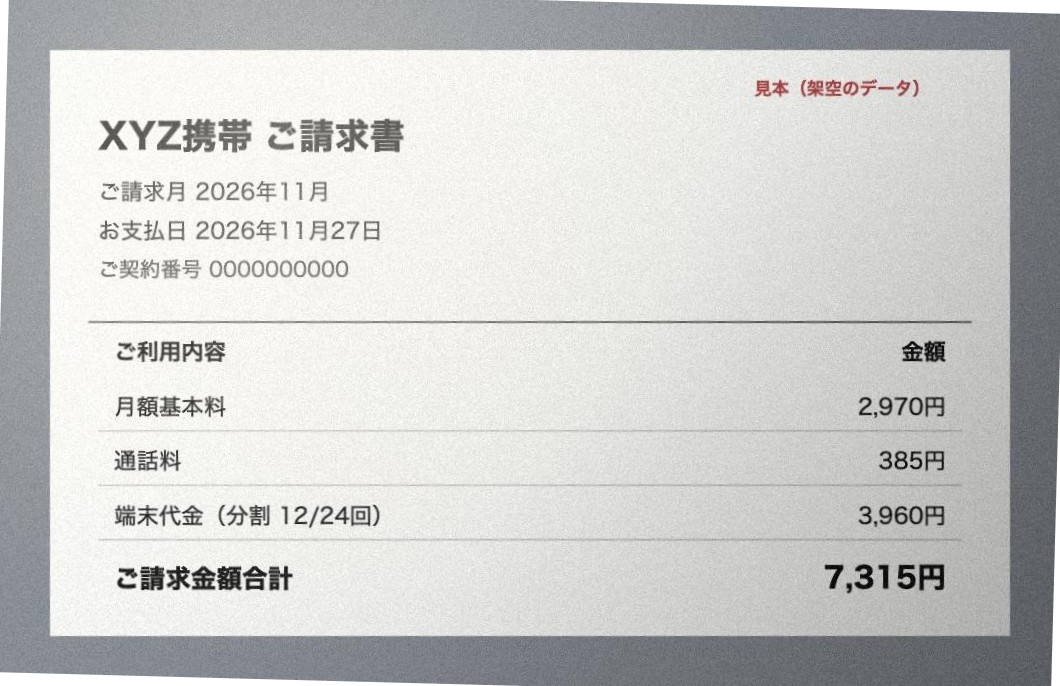 見本（架空のデータ）
XYZ携帯 ご請求書
ご請求月 2026年11月
お支払日 2026年11月27日
ご契約番号 0000000000
ご利用内容 金額
月額基本料 2,970円
通話料 385円
端末代金（分割 12/24回） 3,960円
ご請求金額合計 7,315円